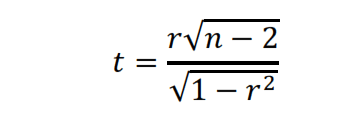 t = r√n − 2 / √1 − r²